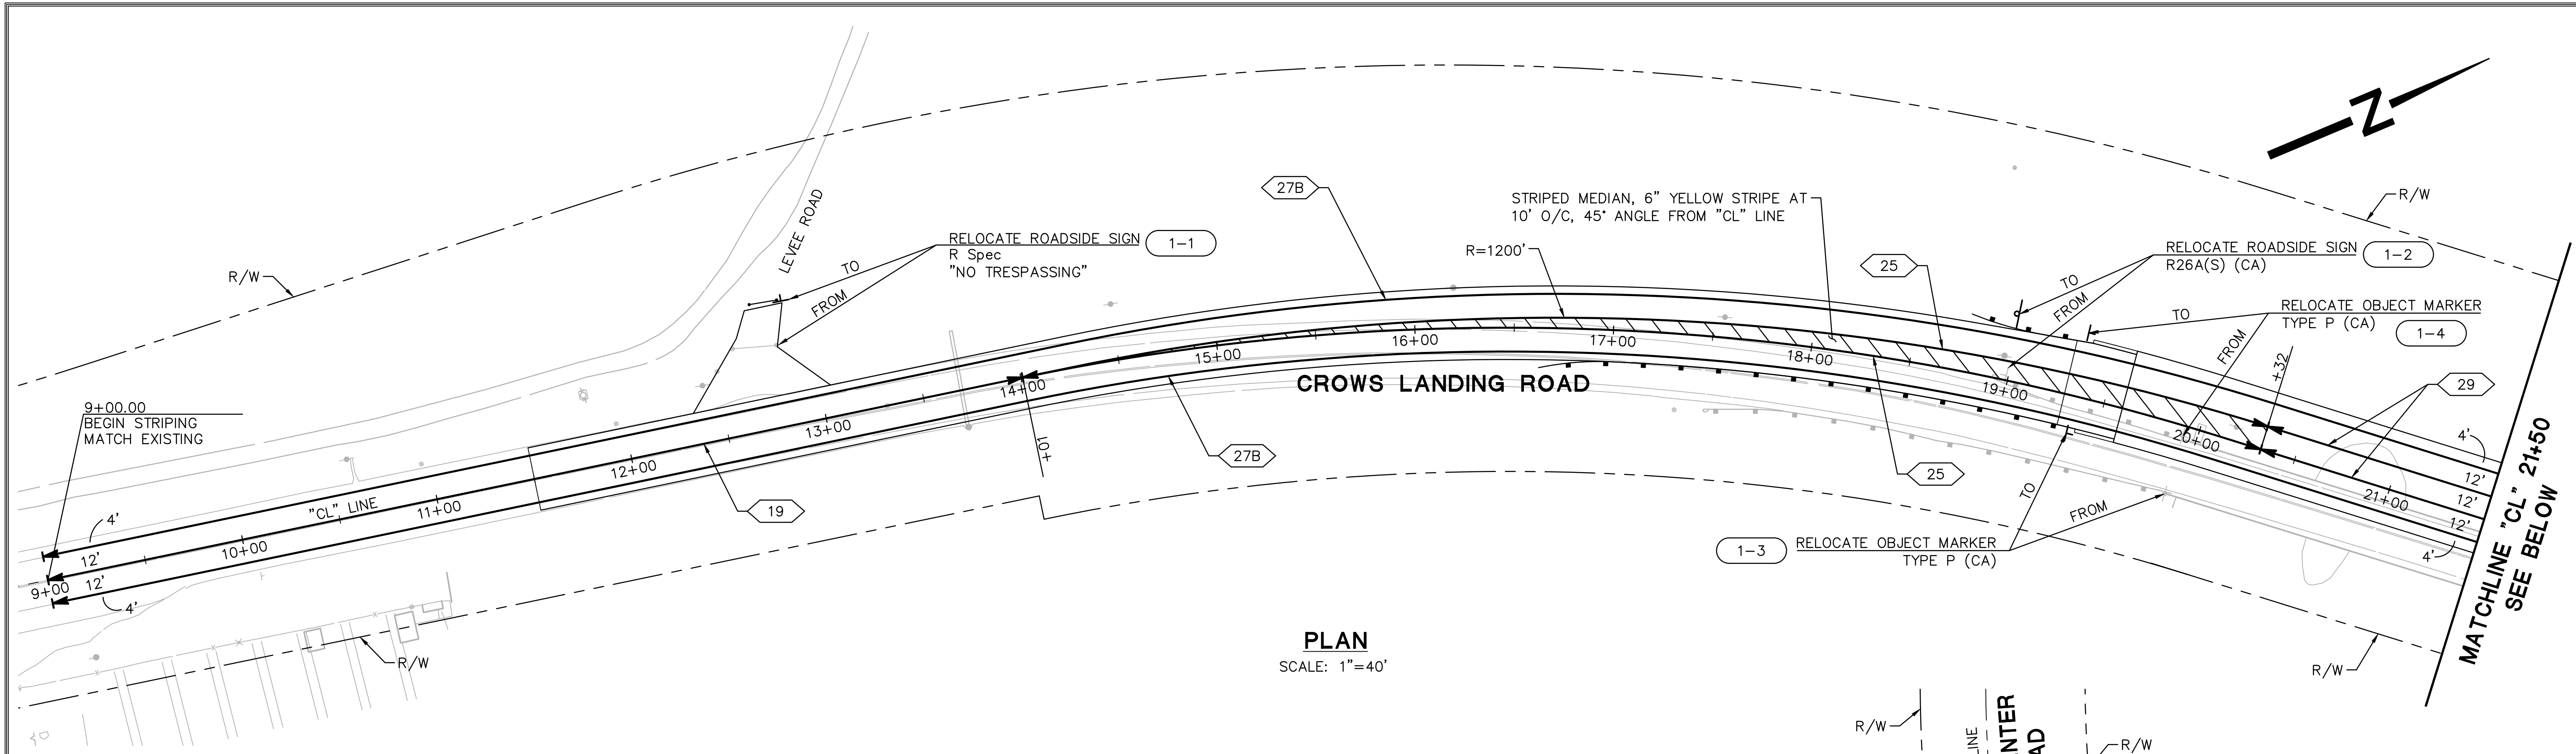 N
R/W
R/W
LEVEE ROAD
27B
STRIPED MEDIAN, 6" YELLOW STRIPE AT
10' O/C, 45° ANGLE FROM "CL" LINE
R=1200'
25
RELOCATE ROADSIDE SIGN
R Spec
"NO TRESPASSING"
1-1
TO
FROM
RELOCATE ROADSIDE SIGN
R26A(S) (CA)
1-2
TO
FROM
RELOCATE OBJECT MARKER
TYPE P (CA)
1-4
TO
FROM
+32
29
9+00.00
BEGIN STRIPING
MATCH EXISTING
9+00
10+00
11+00
12+00
13+00
14+00
15+00
16+00
17+00
18+00
19+00
20+00
21+00
+01
"CL" LINE
4'
12'
12'
4'
CROWS LANDING ROAD
19
27B
25
4'
12'
12'
12'
4'
TO
FROM
1-3
RELOCATE OBJECT MARKER
TYPE P (CA)
MATCHLINE "CL" 21+50
SEE BELOW
R/W
R/W
PLAN
SCALE: 1"=40'
R/W
LINE
NTER
AD
R/W